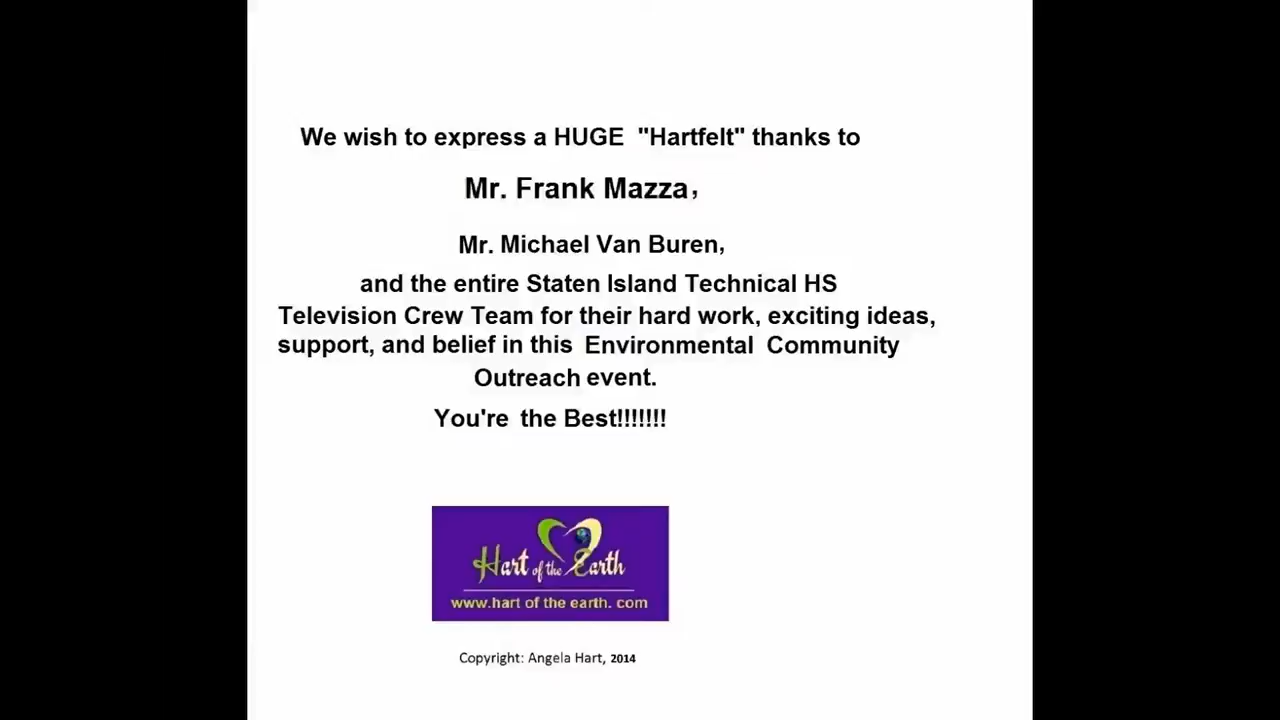 We wish to express a HUGE "Hartfelt" thanks to
Mr. Frank Mazza,
Mr. Michael Van Buren,
and the entire Staten Island Technical HS
Television Crew Team for their hard work, exciting ideas,
support, and belief in this Environmental Community
Outreach event.
You're the Best!!!!!!!
Hart of the Earth
www.hart of the earth. com
Copyright: Angela Hart, 2014